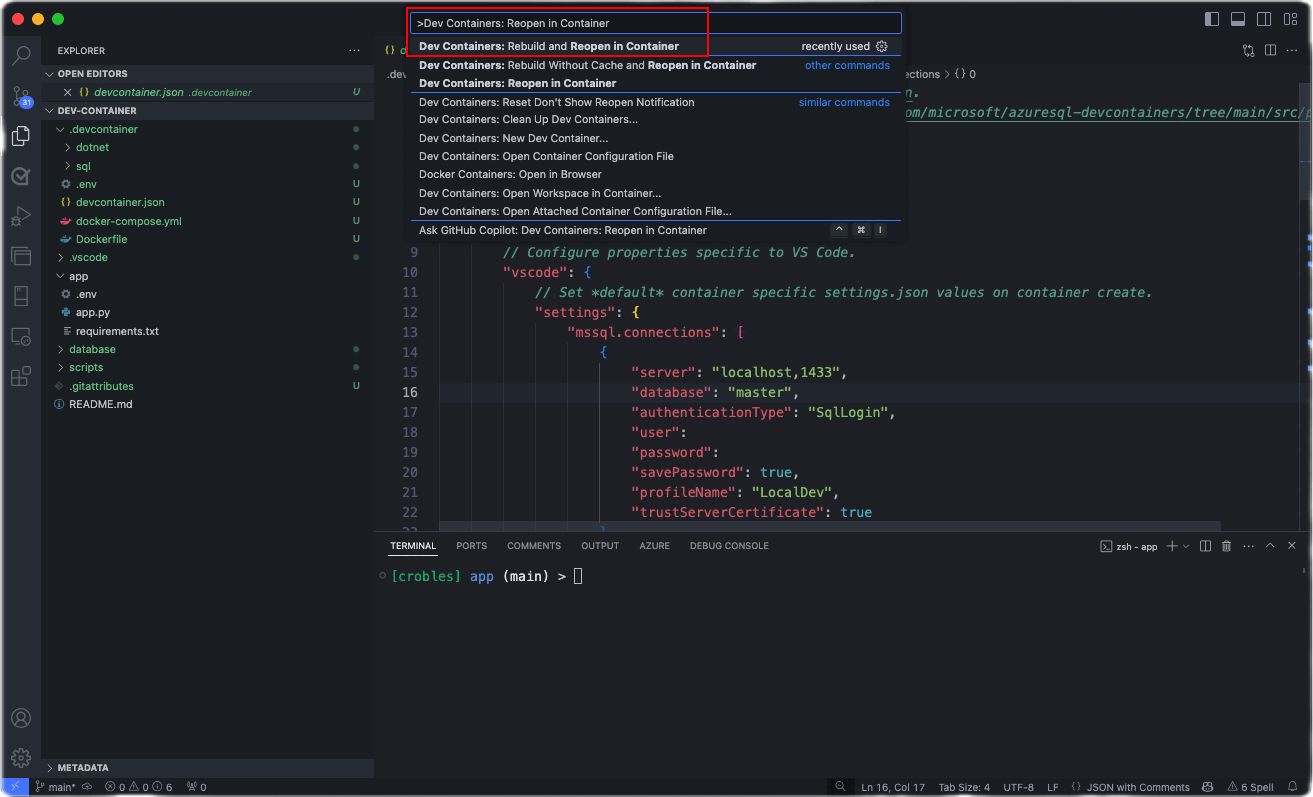 >Dev Containers: Reopen in Container
Dev Containers: Rebuild and Reopen in Container recently used
Dev Containers: Rebuild Without Cache and Reopen in Container other commands
Dev Containers: Reopen in Container
Dev Containers: Reset Don't Show Reopen Notification similar commands
Dev Containers: Clean Up Dev Containers...
Dev Containers: New Dev Container...
Dev Containers: Open Container Configuration File
Docker Containers: Open in Browser
Dev Containers: Open Workspace in Container...
Dev Containers: Open Attached Container Configuration File...
Ask GitHub Copilot: Dev Containers: Reopen in Container ^ ⌘ I
EXPLORER ...
OPEN EDITORS
devcontainer.json .devcontainer U
31
DEV-CONTAINER
.devcontainer
dotnet
sql
.env U
devcontainer.json U
docker-compose.yml U
Dockerfile U
.vscode
app
.env
app.py
requirements.txt
database
scripts
.gitattributes U
README.md
METADATA
{} d
.dev
ections > {} 0
n.
om/microsoft/azuresql-devcontainers/tree/main/src/p
9 // Configure properties specific to VS Code.
10 "vscode": {
11 // Set *default* container specific settings.json values on container create.
12 "settings": {
13 "mssql.connections": [
14 {
15 "server": "localhost,1433",
16 "database": "master",
17 "authenticationType": "SqlLogin",
18 "user":
19 "password":
20 "savePassword": true,
21 "profileName": "LocalDev",
22 "trustServerCertificate": true
23 }
TERMINAL PORTS COMMENTS OUTPUT AZURE DEBUG CONSOLE zsh - app
[crobles] app (main) >
main* 0 0 6 0 Ln 16, Col 17 Tab Size: 4 UTF-8 LF {} JSON with Comments 6 Spell